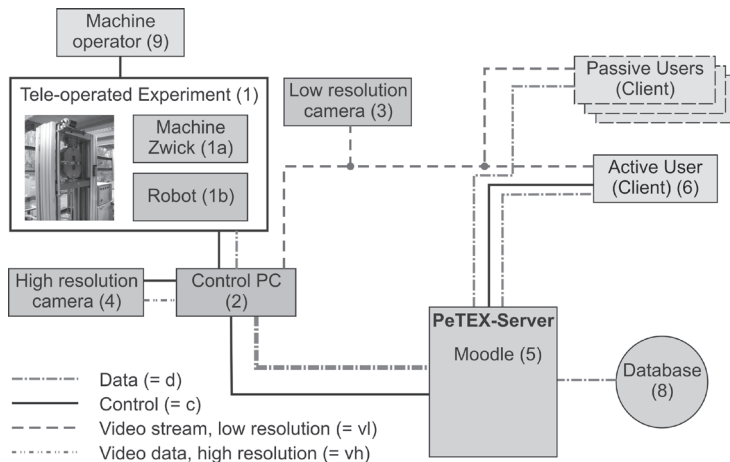 Machine
operator (9)
Tele-operated Experiment (1)
Machine
Zwick (1a)
Robot (1b)
Low resolution
camera (3)
Passive Users
(Client)
Active User
(Client) (6)
High resolution
camera (4)
Control PC
(2)
PeTEX-Server
Moodle (5)
Database
(8)
Data (= d)
Control (= c)
Video stream, low resolution (= vl)
Video data, high resolution (= vh)